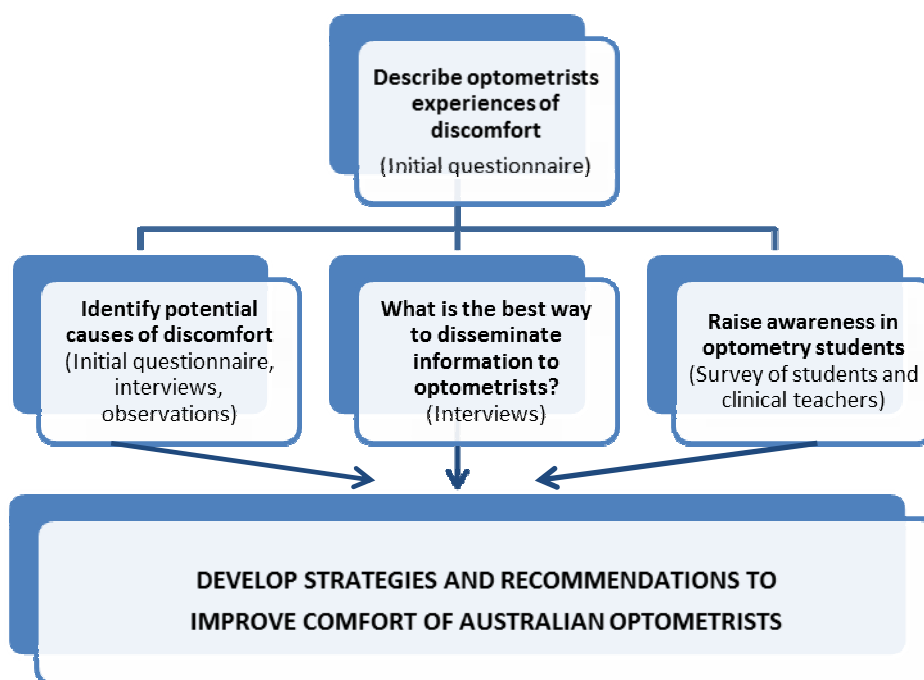 Describe optometrists
experiences of
discomfort
(Initial questionnaire)
Identify potential
causes of discomfort
(Initial questionnaire,
interviews,
observations)
What is the best way
to disseminate
information to
optometrists?
(Interviews)
Raise awareness in
optometry students
(Survey of students and
clinical teachers)
DEVELOP STRATEGIES AND RECOMMENDATIONS TO
IMPROVE COMFORT OF AUSTRALIAN OPTOMETRISTS